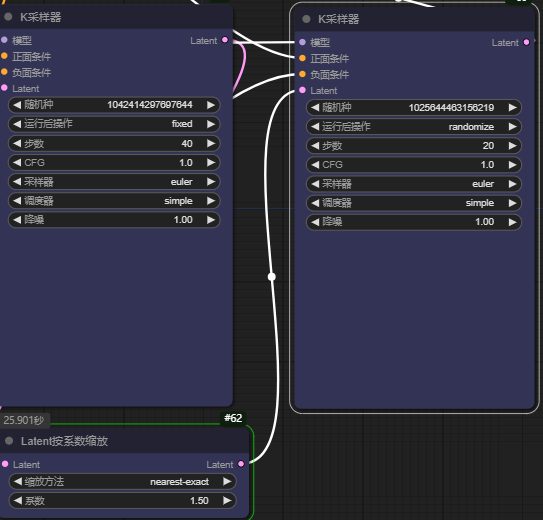 K采样器
模型
Latent
正面条件
负面条件
Latent
随机种 1042414297697644
运行后操作 fixed
步数 40
CFG 1.0
采样器 euler
调度器 simple
降噪 1.00
K采样器
模型
Latent
正面条件
负面条件
Latent
随机种 1025644463156219
运行后操作 randomize
步数 20
CFG 1.0
采样器 euler
调度器 simple
降噪 1.00
25.901秒
#62
Latent按系数缩放
Latent
Latent
缩放方法 nearest-exact
系数 1.50